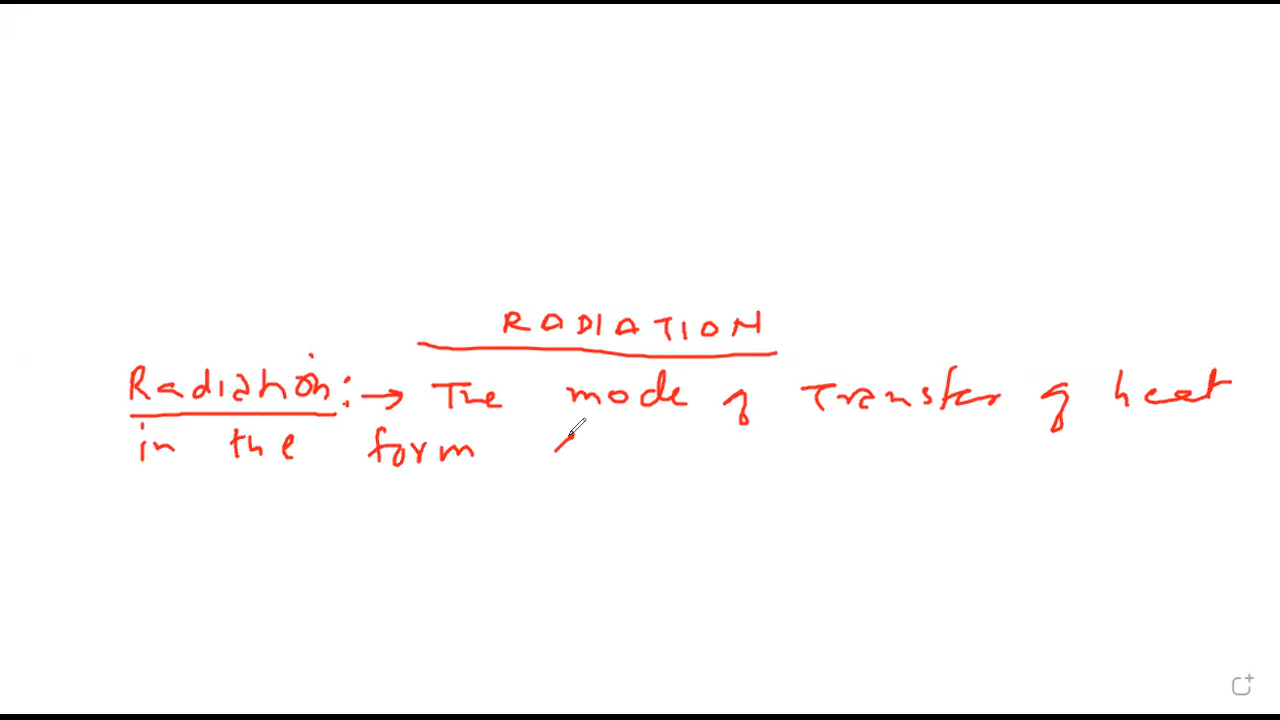 RADIATION
Radiation: → The mode of Transfer of heat
in the form